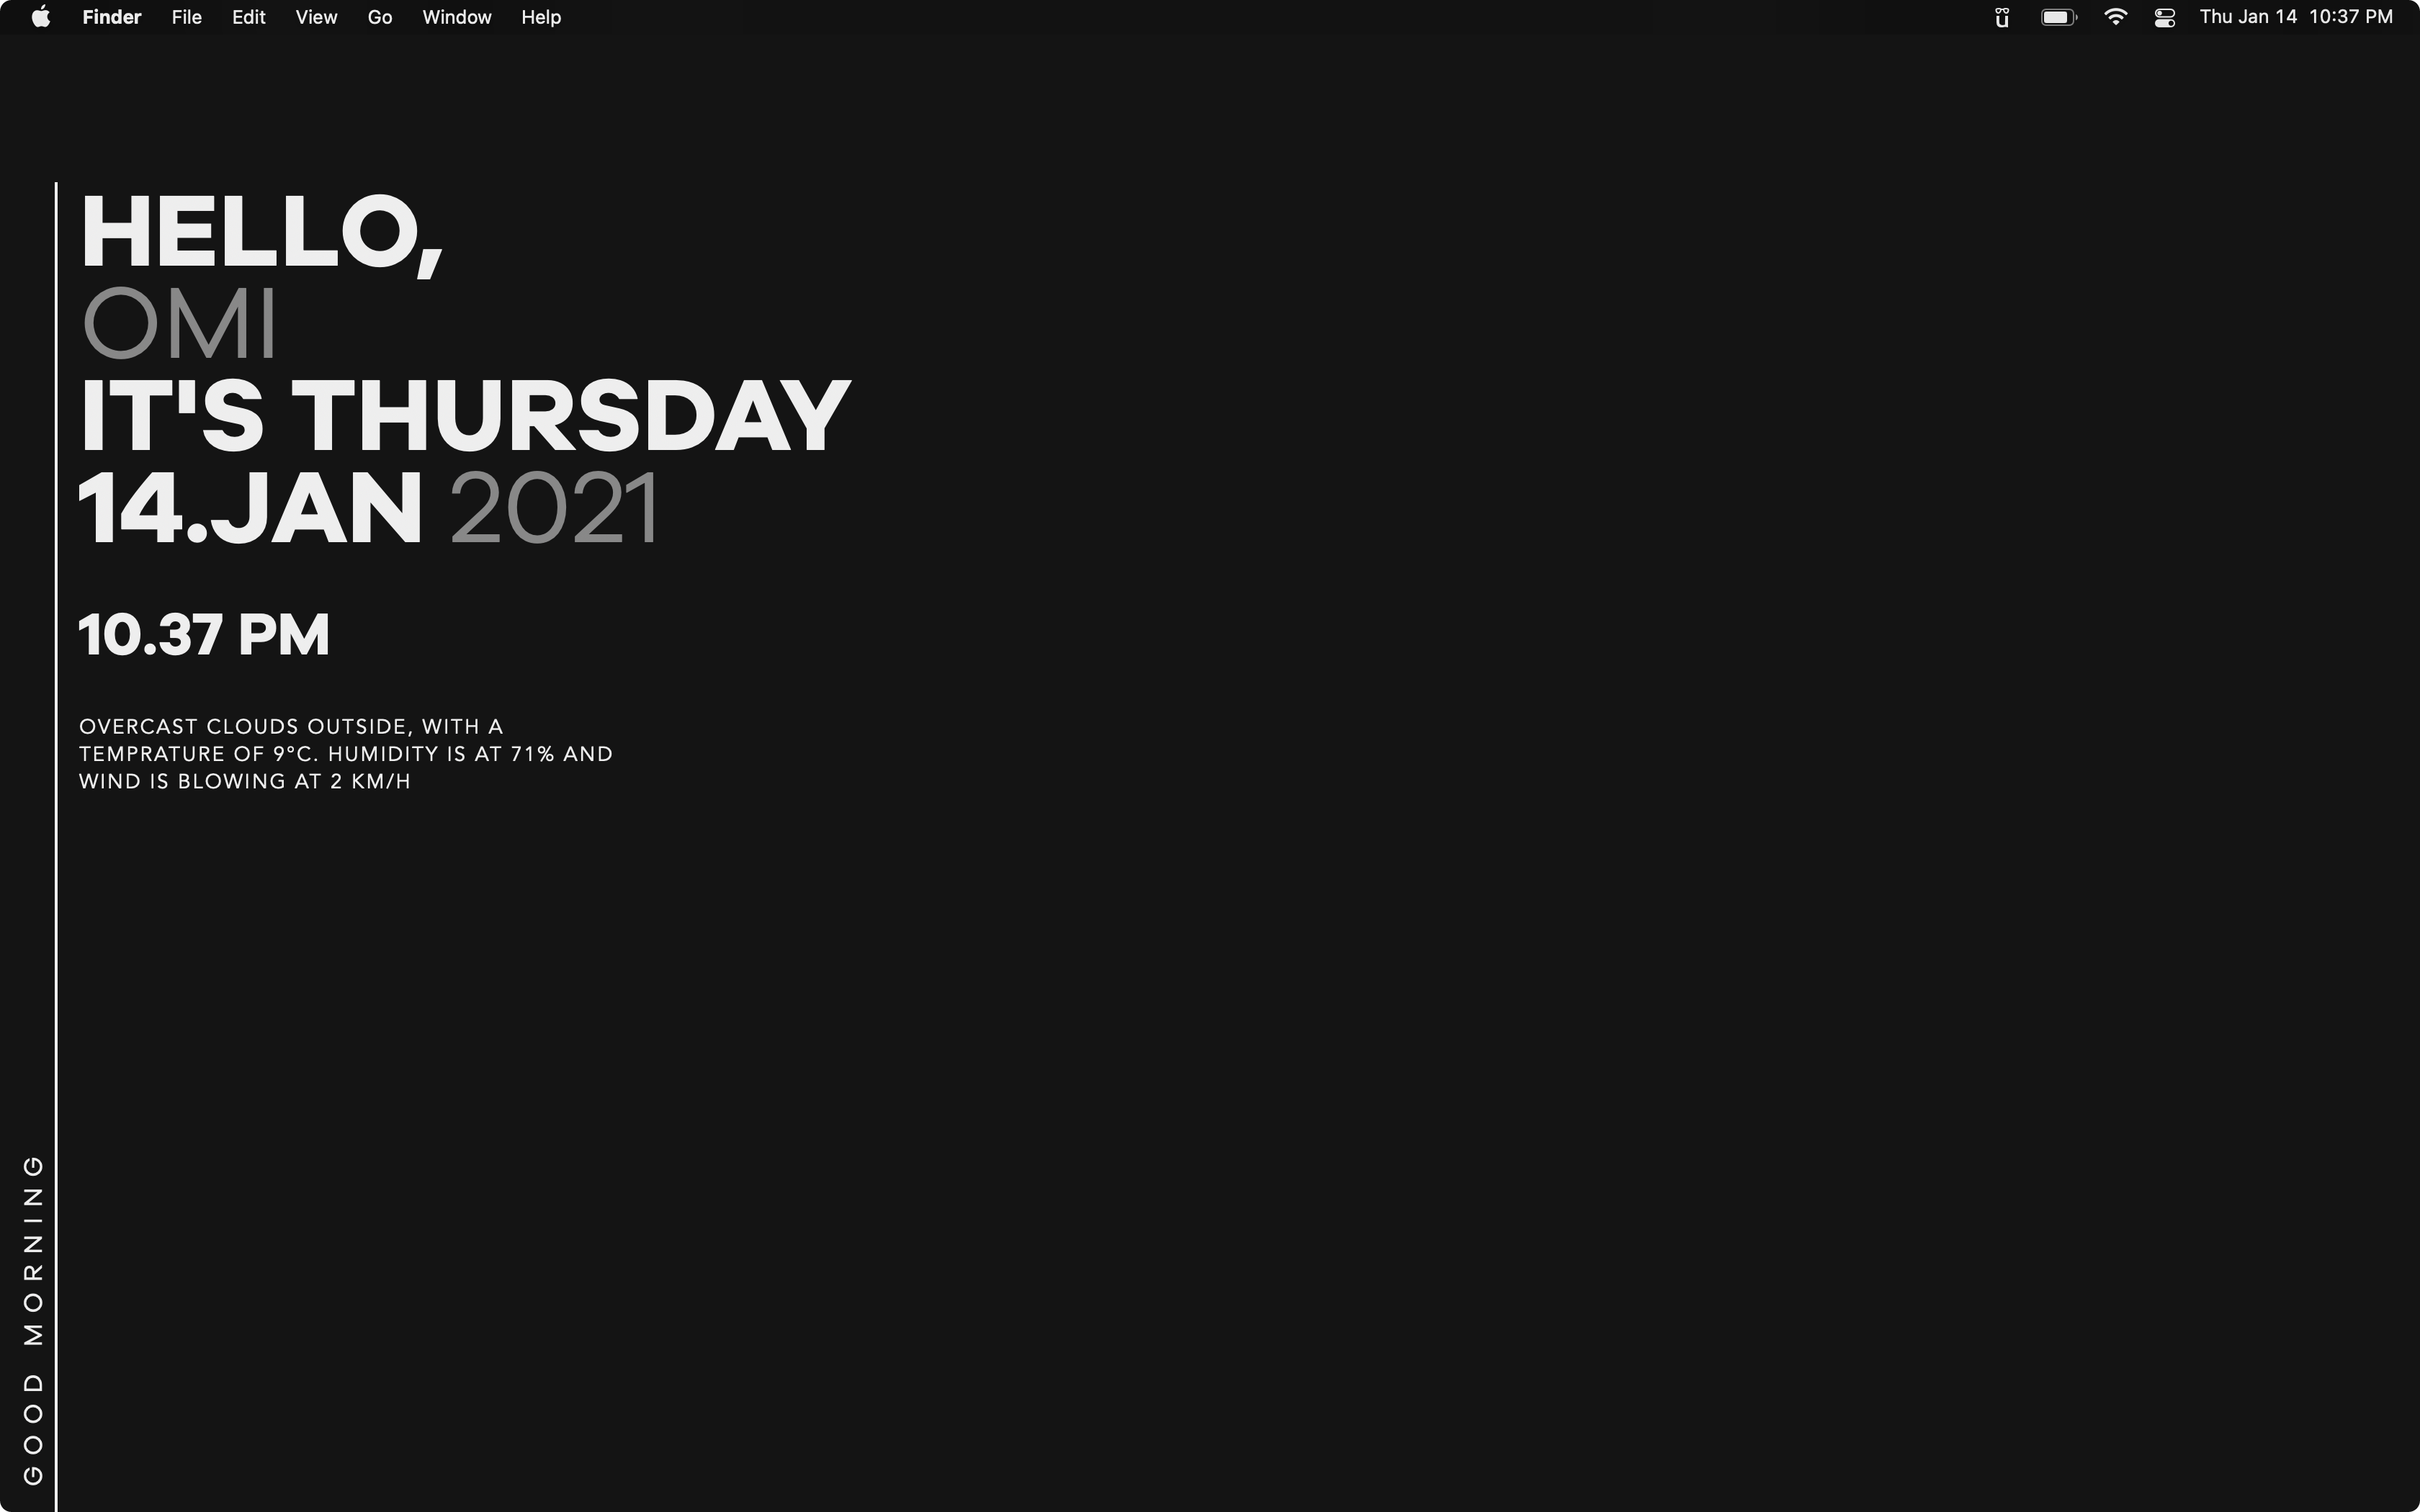 Finder File Edit View Go Window Help
ü Thu Jan 14 10:37 PM
HELLO,
OMI
IT'S THURSDAY
14.JAN 2021
10.37 PM
OVERCAST CLOUDS OUTSIDE, WITH A
TEMPRATURE OF 9°C. HUMIDITY IS AT 71% AND
WIND IS BLOWING AT 2 KM/H
GOOD MORNING